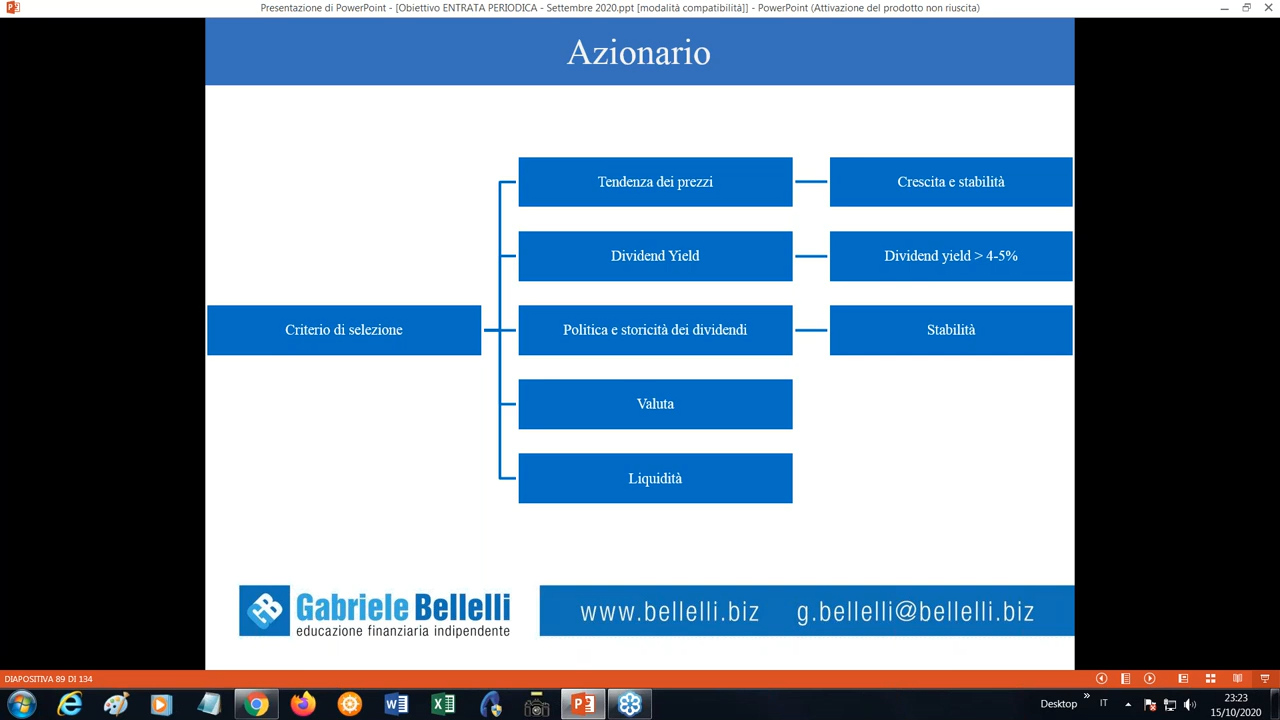 Presentazione di PowerPoint - [Obiettivo ENTRATA PERIODICA - Settembre 2020.ppt [modalità compatibilità]] - PowerPoint (Attivazione del prodotto non riuscita)
Azionario
Tendenza dei prezzi
Crescita e stabilità
Dividend Yield
Dividend yield > 4-5%
Criterio di selezione
Politica e storicità dei dividendi
Stabilità
Valuta
Liquidità
Gabriele Bellelli
educazione finanziaria indipendente
www.bellelli.biz g.bellelli@bellelli.biz
DIAPOSITIVA 89 DI 134
Desktop
IT
23:23
15/10/2020